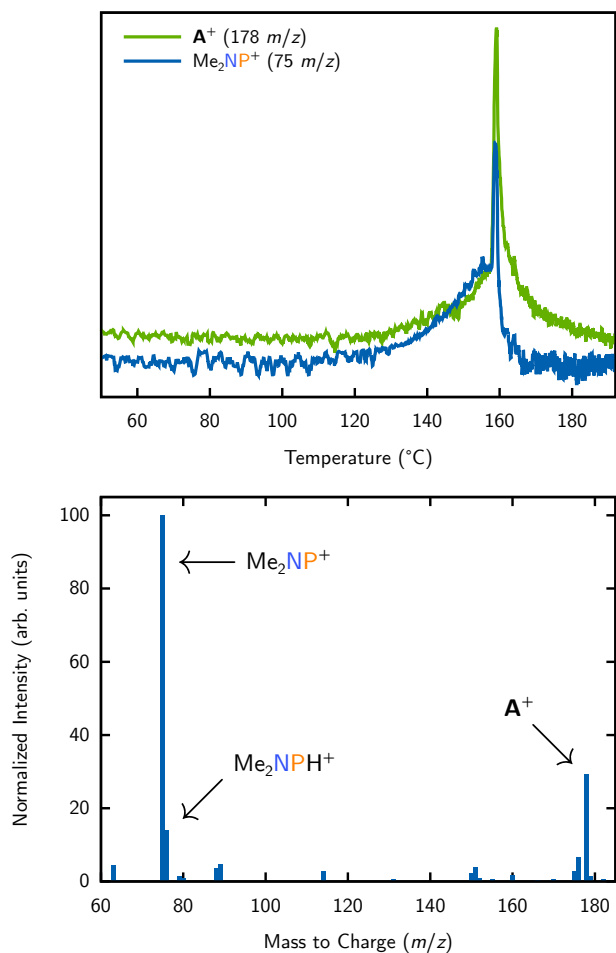 A⁺ (178 m/z)
Me₂NP⁺ (75 m/z)
60 80 100 120 140 160 180
Temperature (°C)
Normalized Intensity (arb. units)
100
80
60
40
20
0
Me₂NP⁺
A⁺
Me₂NPH⁺
60 80 100 120 140 160 180
Mass to Charge (m/z)